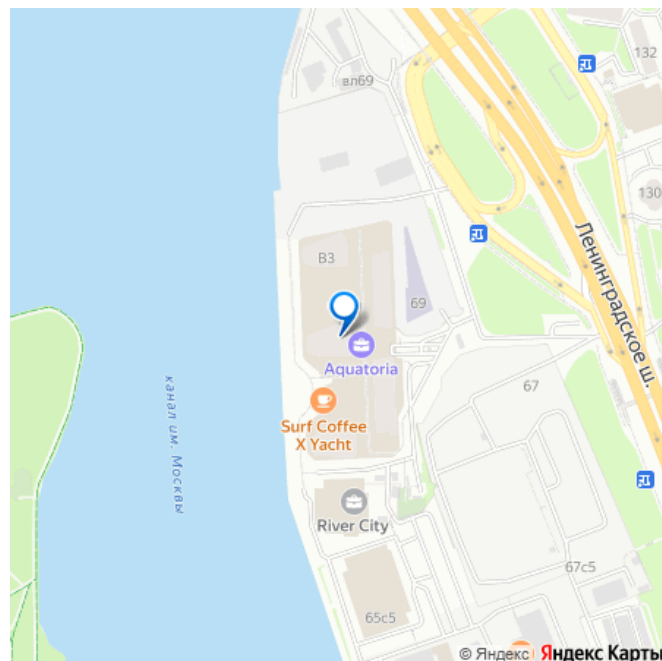 132
вл69
130
Ленинградское ш.
В3
69
Aquatoria
67
Surf Coffee
X Yacht
канал им. Москвы
River City
67с5
65с5
© Яндекс Яндекс Карты